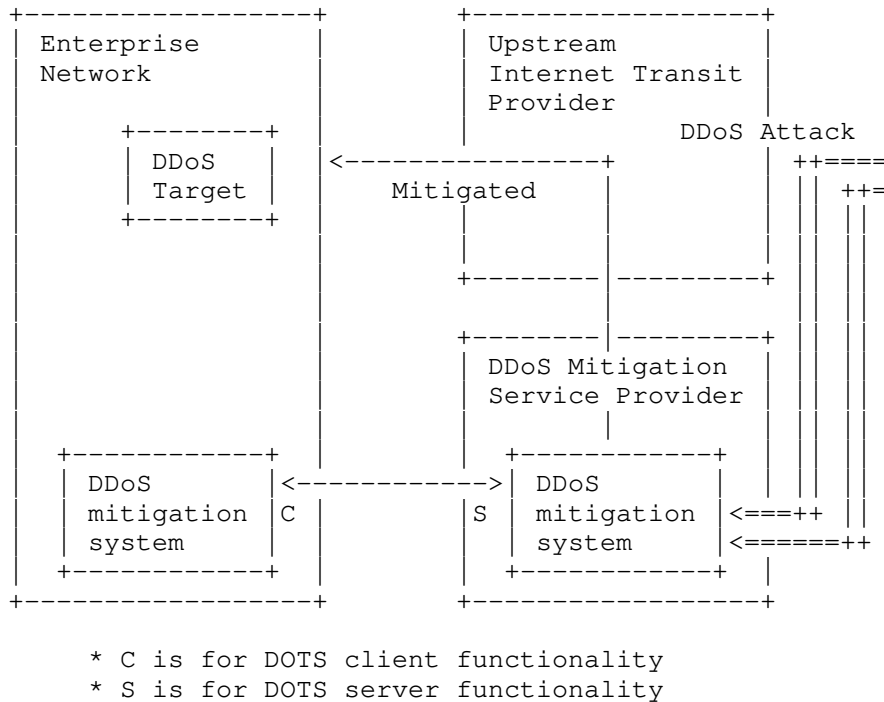 Enterprise
Network
Upstream
Internet Transit
Provider
DDoS Attack
DDoS
Target
Mitigated
DDoS Mitigation
Service Provider
DDoS
mitigation
system
C
S
DDoS
mitigation
system
* C is for DOTS client functionality
* S is for DOTS server functionality